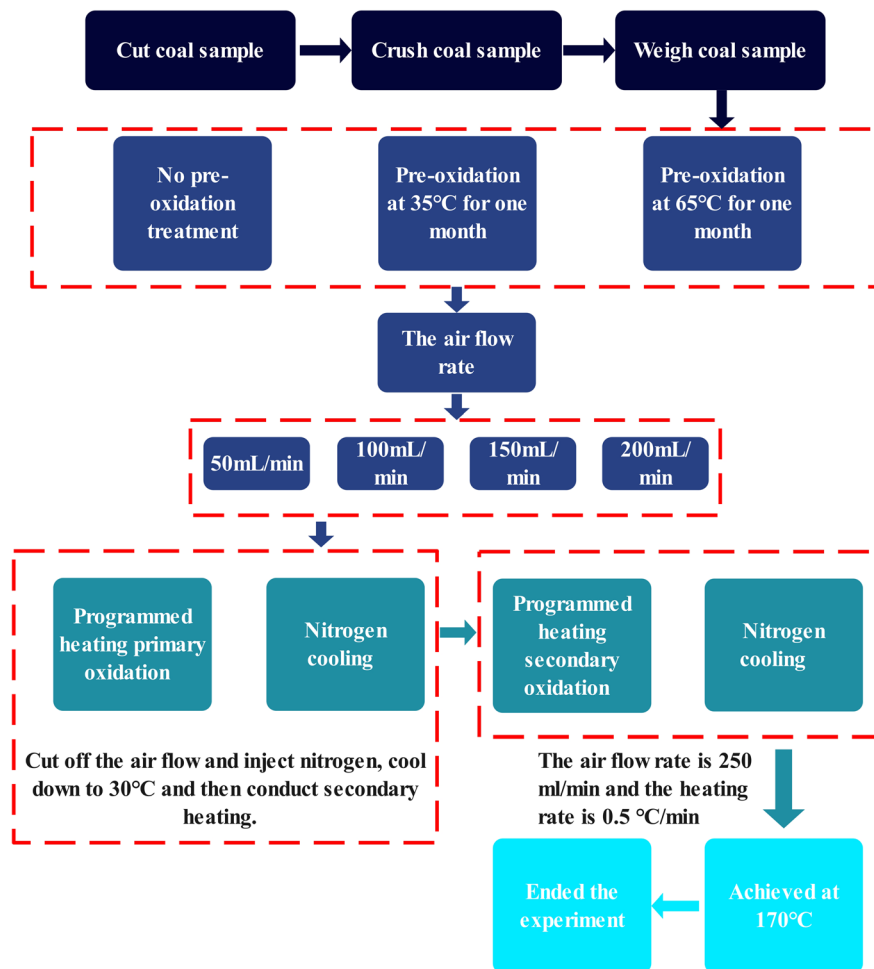 Cut coal sample
Crush coal sample
Weigh coal sample
No pre-
oxidation
treatment
Pre-oxidation
at 35°C for one
month
Pre-oxidation
at 65°C for one
month
The air flow
rate
50mL/min
100mL/
min
150mL/
min
200mL/
min
Programmed
heating primary
oxidation
Nitrogen
cooling
Programmed
heating
secondary
oxidation
Nitrogen
cooling
Cut off the air flow and inject nitrogen, cool
down to 30°C and then conduct secondary
heating.
The air flow rate is 250
ml/min and the heating
rate is 0.5 °C/min
Ended the
experiment
Achieved at
170°C